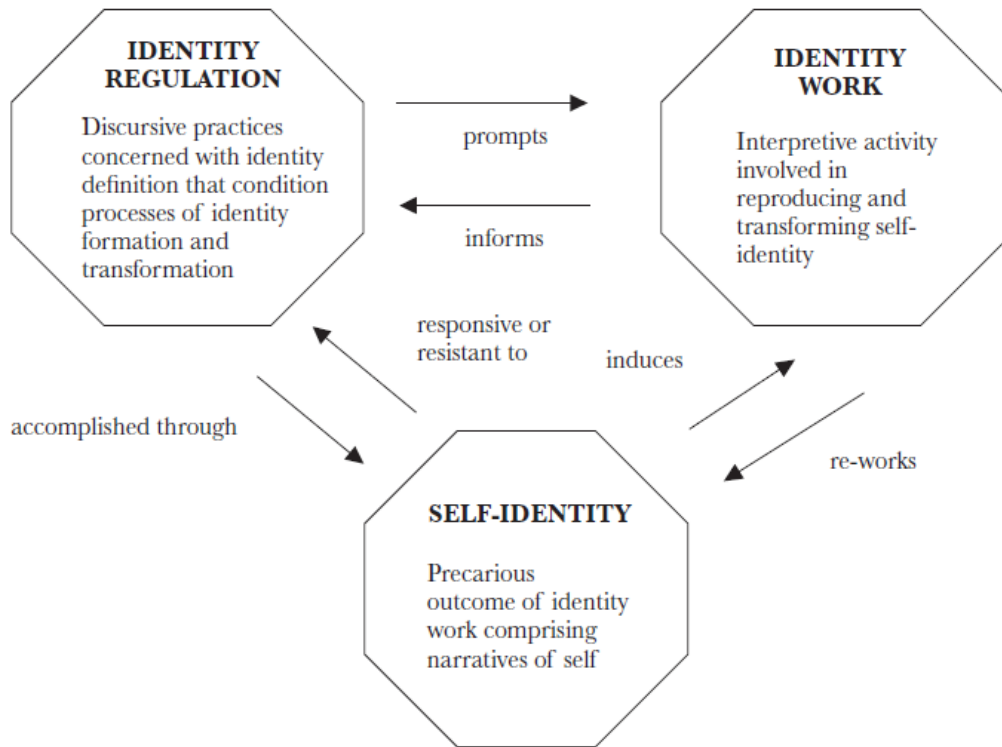 IDENTITY
REGULATION
Discursive practices
concerned with identity
definition that condition
processes of identity
formation and
transformation
prompts
informs
IDENTITY
WORK
Interpretive activity
involved in
reproducing and
transforming self-
identity
responsive or
resistant to
induces
accomplished through
re-works
SELF-IDENTITY
Precarious
outcome of identity
work comprising
narratives of self